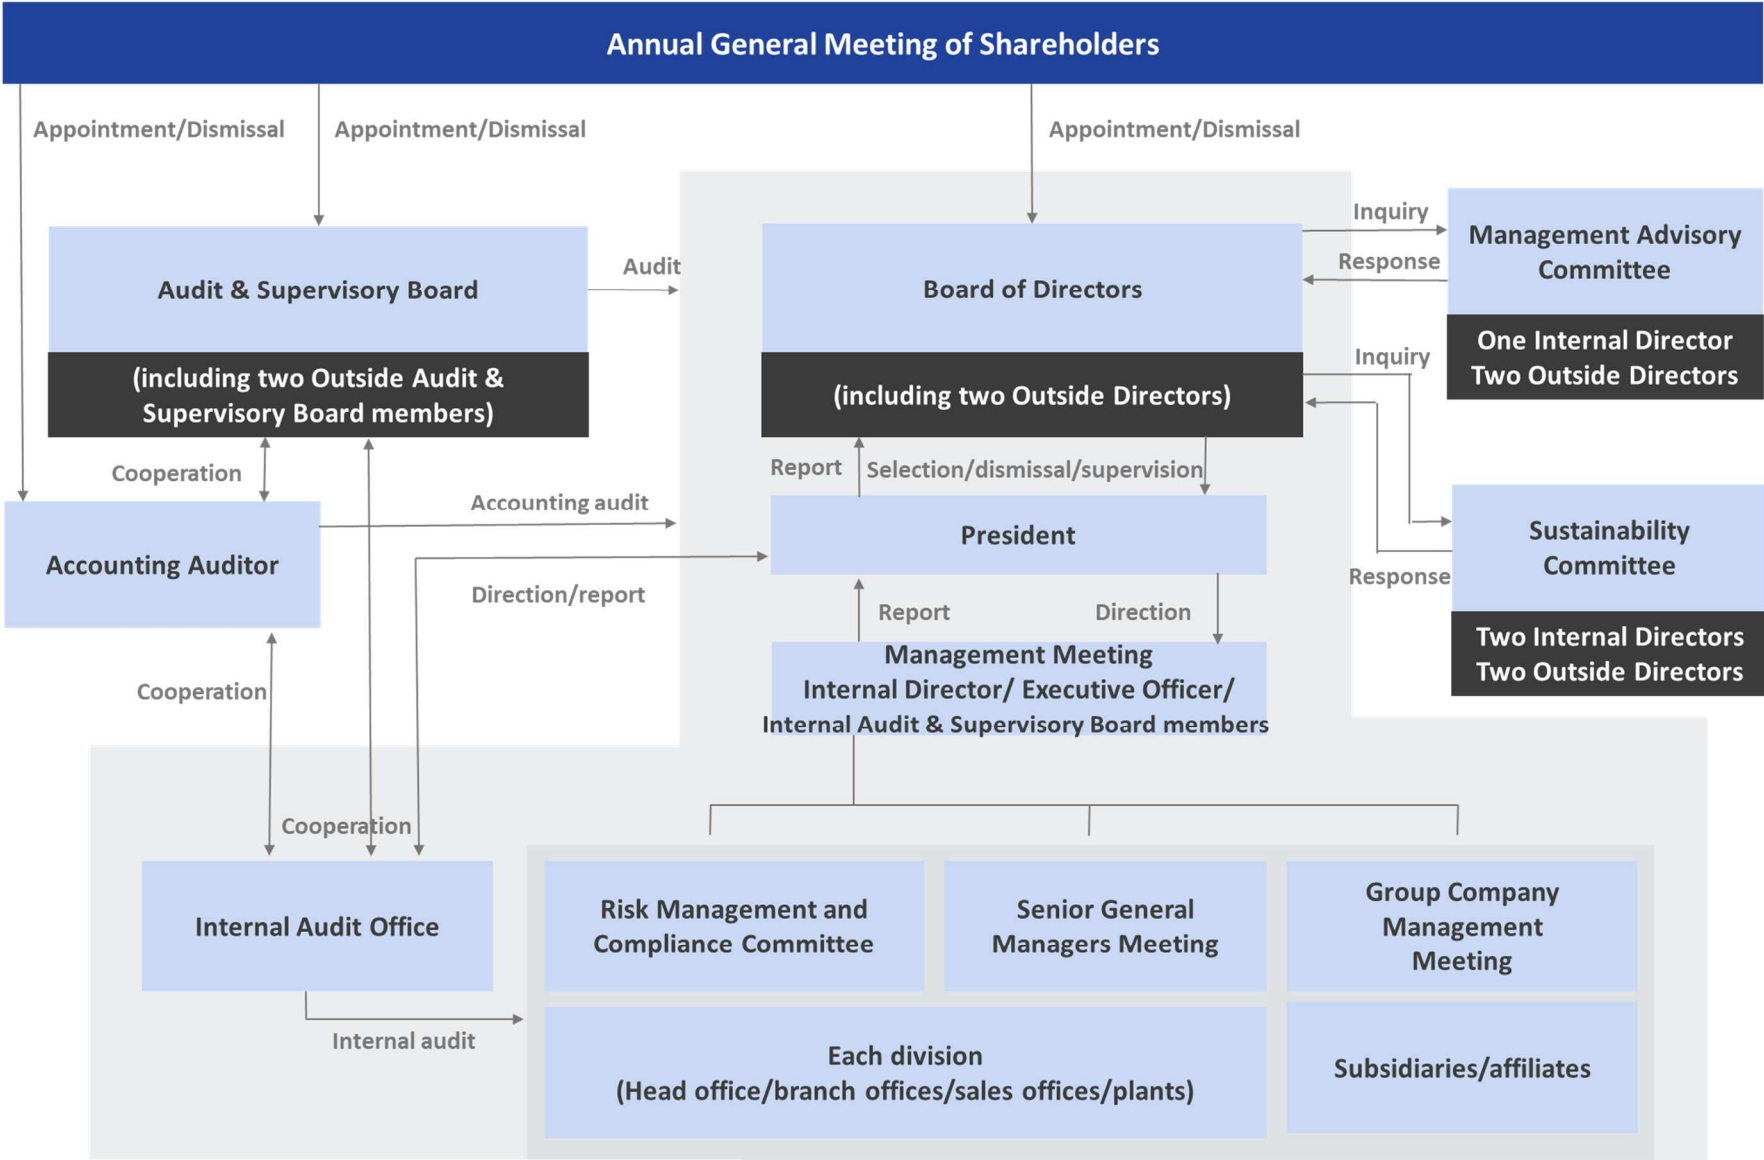 Annual General Meeting of Shareholders
Appointment/Dismissal
Appointment/Dismissal
Appointment/Dismissal
Audit & Supervisory Board
(including two Outside Audit &
Supervisory Board members)
Audit
Board of Directors
(including two Outside Directors)
Inquiry
Response
Management Advisory
Committee
One Internal Director
Two Outside Directors
Inquiry
Response
Sustainability
Committee
Two Internal Directors
Two Outside Directors
Cooperation
Accounting Auditor
Accounting audit
Direction/report
Report
Selection/dismissal/supervision
President
Report
Direction
Management Meeting
Internal Director/ Executive Officer/
Internal Audit & Supervisory Board members
Cooperation
Cooperation
Internal Audit Office
Internal audit
Risk Management and
Compliance Committee
Senior General
Managers Meeting
Group Company
Management
Meeting
Each division
(Head office/branch offices/sales offices/plants)
Subsidiaries/affiliates